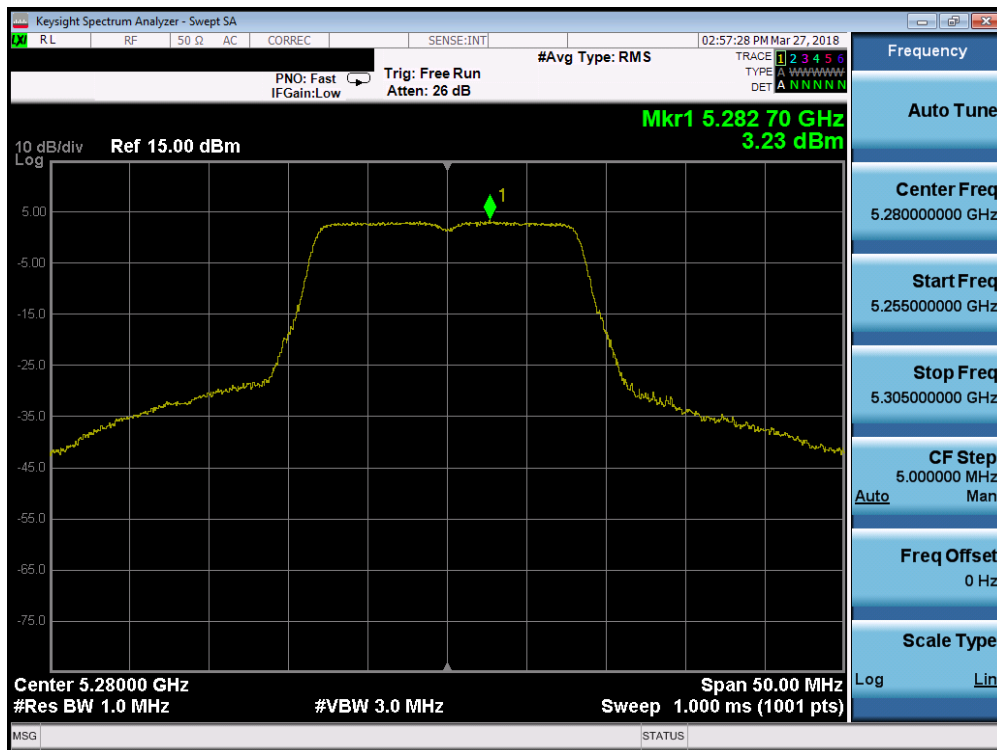 Keysight Spectrum Analyzer - Swept SA
LXI RL RF 50 Ω AC CORREC SENSE:INT 02:57:28 PM Mar 27, 2018
PNO: Fast
IFGain:Low
Trig: Free Run
Atten: 26 dB
#Avg Type: RMS
TRACE 1 2 3 4 5 6
TYPE A WWWWW
DET A N N N N N
Mkr1 5.282 70 GHz
3.23 dBm
10 dB/div Ref 15.00 dBm
Log
1
5.00
-5.00
-15.0
-25.0
-35.0
-45.0
-55.0
-65.0
-75.0
Center 5.28000 GHz Span 50.00 MHz
#Res BW 1.0 MHz #VBW 3.0 MHz Sweep 1.000 ms (1001 pts)
MSG STATUS
Frequency
Auto Tune
Center Freq
5.280000000 GHz
Start Freq
5.255000000 GHz
Stop Freq
5.305000000 GHz
CF Step
5.000000 MHz
Auto Man
Freq Offset
0 Hz
Scale Type
Log Lin